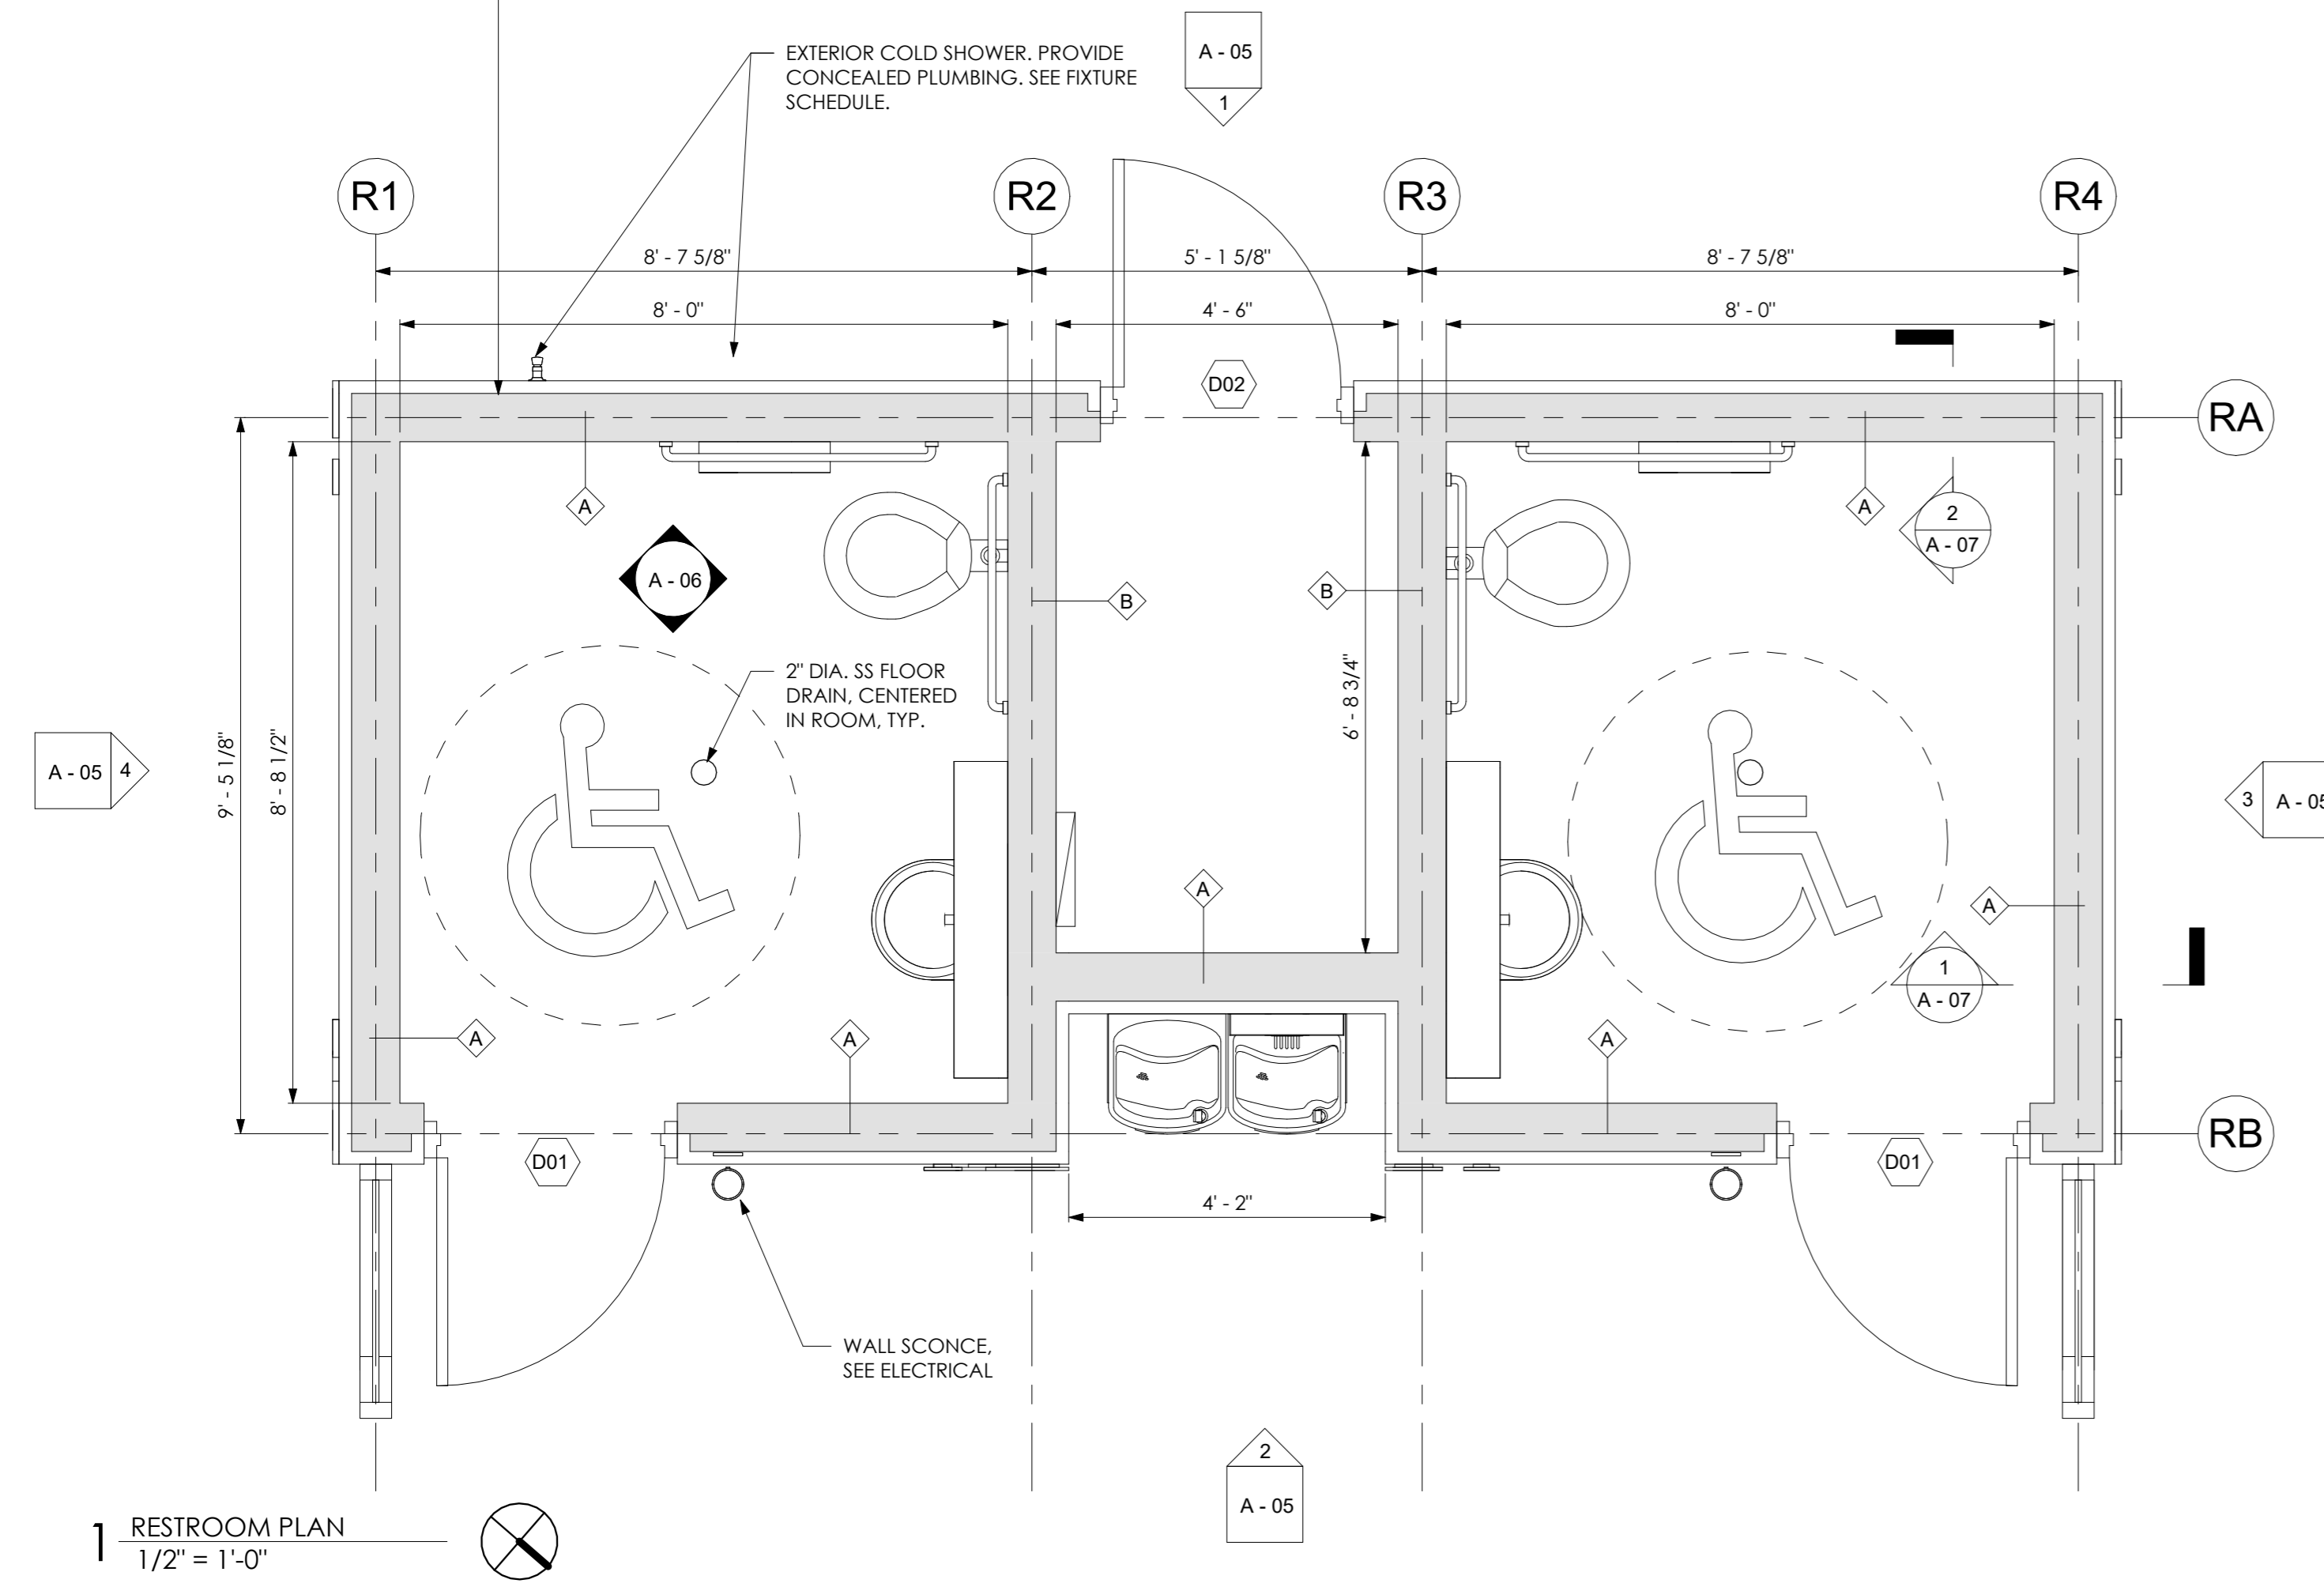 EXTERIOR COLD SHOWER. PROVIDE
CONCEALED PLUMBING. SEE FIXTURE
SCHEDULE.
A - 05
1
R1
R2
R3
R4
8' - 7 5/8"
5' - 1 5/8"
8' - 7 5/8"
8' - 0"
4' - 6"
8' - 0"
D02
RA
A
A
2
A - 07
A - 06
B
B
2" DIA. SS FLOOR
DRAIN, CENTERED
IN ROOM, TYP.
6' - 8 3/4"
9' - 5 1/8"
8' - 8 1/2"
A - 05
4
3
A - 05
A
A
1
A - 07
A
A
A
RB
D01
D01
4' - 2"
WALL SCONCE,
SEE ELECTRICAL
2
A - 05
1
RESTROOM PLAN
1/2" = 1'-0"